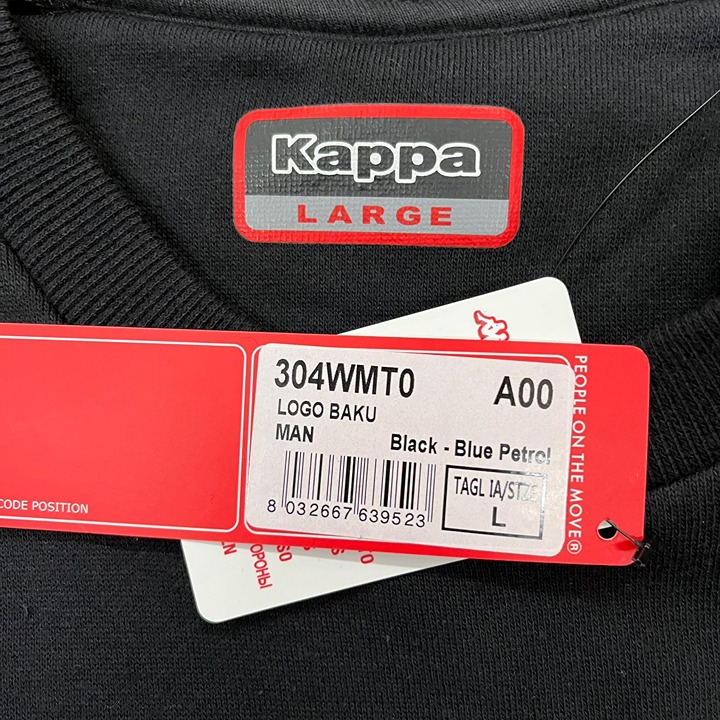 Kappa
LARGE
304WMT0 A00
LOGO BAKU
MAN Black - Blue Petrol
8 032667 639523
TAGLIA/SIZE
L
PEOPLE ON THE MOVE®
CODE POSITION